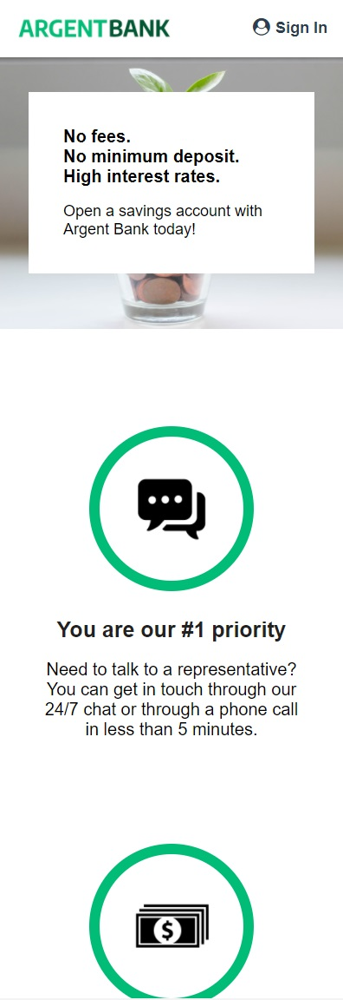 ARGENTBANK
Sign In
No fees.
No minimum deposit.
High interest rates.
Open a savings account with
Argent Bank today!
You are our #1 priority
Need to talk to a representative?
You can get in touch through our
24/7 chat or through a phone call
in less than 5 minutes.
$